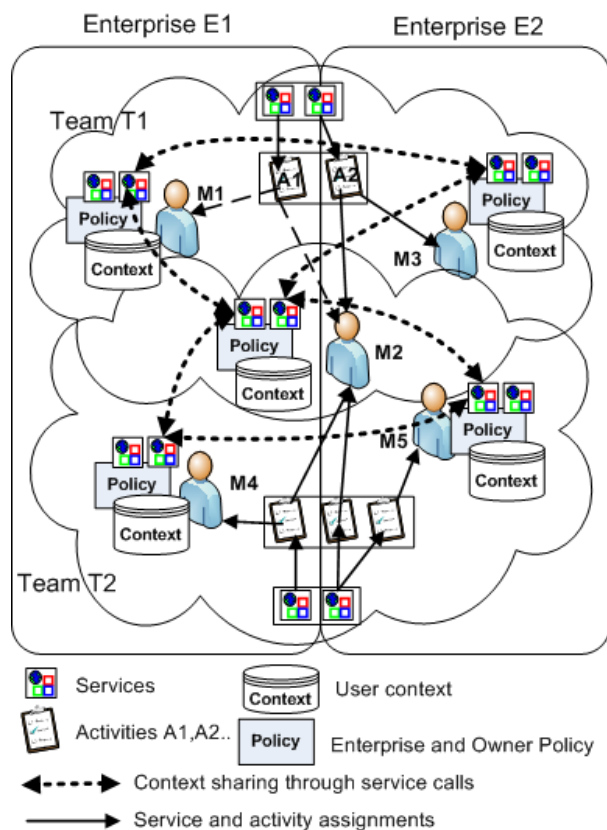 Enterprise E1
Enterprise E2
Team T1
A1
A2
M1
Policy
Context
Policy
Context
M3
Policy
Context
M2
M5
Policy
Context
M4
Policy
Context
Team T2
Services
Context
User context
Activities A1,A2..
Policy
Enterprise and Owner Policy
Context sharing through service calls
Service and activity assignments